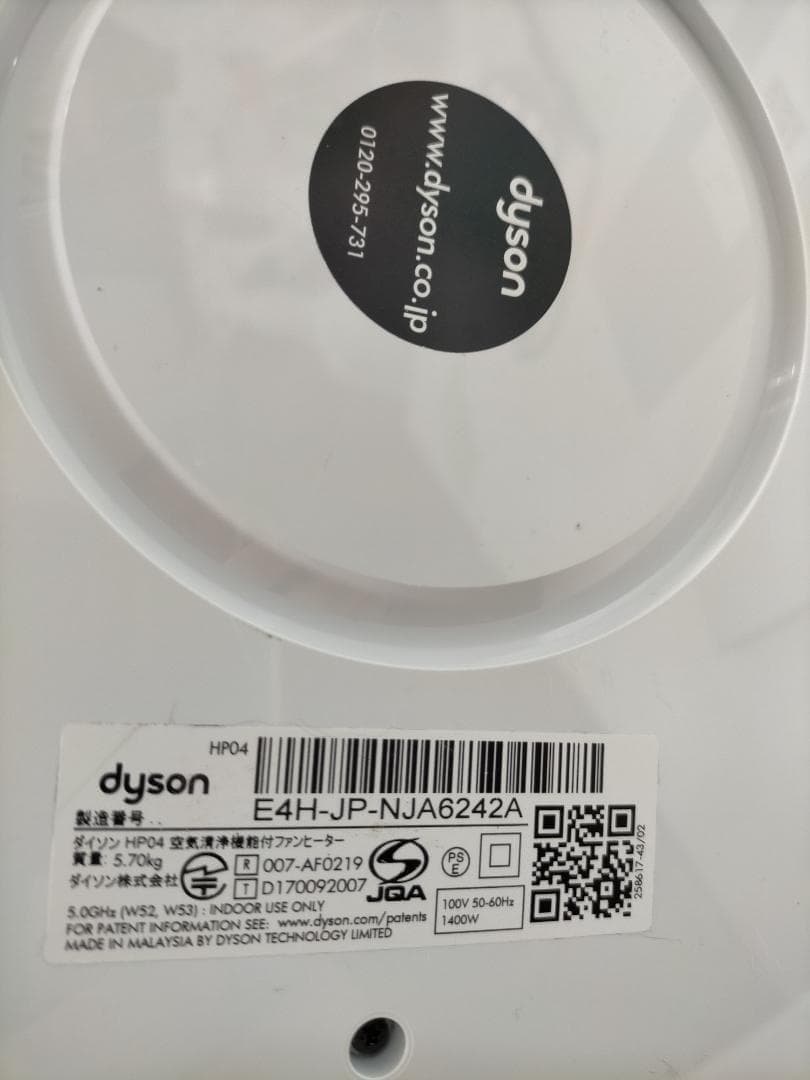 dyson
www.dyson.co.jp
0120-295-731
HP04
dyson
E4H-JP-NJA6242A
製造番号..
ダイソン HP04 空気清浄機能付ファンヒーター
質量: 5.70kg
ダイソン株式会社
R 007-AF0219
T D170092007
JQA
PS
E
100V 50-60Hz
1400W
258617-43/02
5.0GHz (W52, W53) : INDOOR USE ONLY
FOR PATENT INFORMATION SEE: www.dyson.com/patents
MADE IN MALAYSIA BY DYSON TECHNOLOGY LIMITED